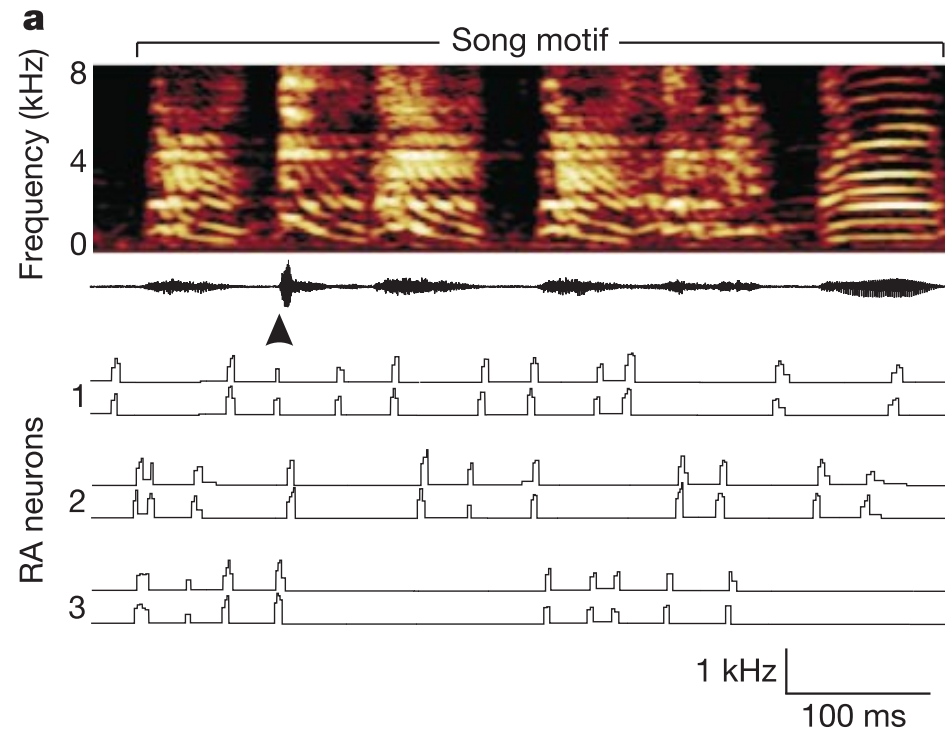 a
Song motif
Frequency (kHz)
8
4
0
RA neurons
1
2
3
1 kHz
100 ms